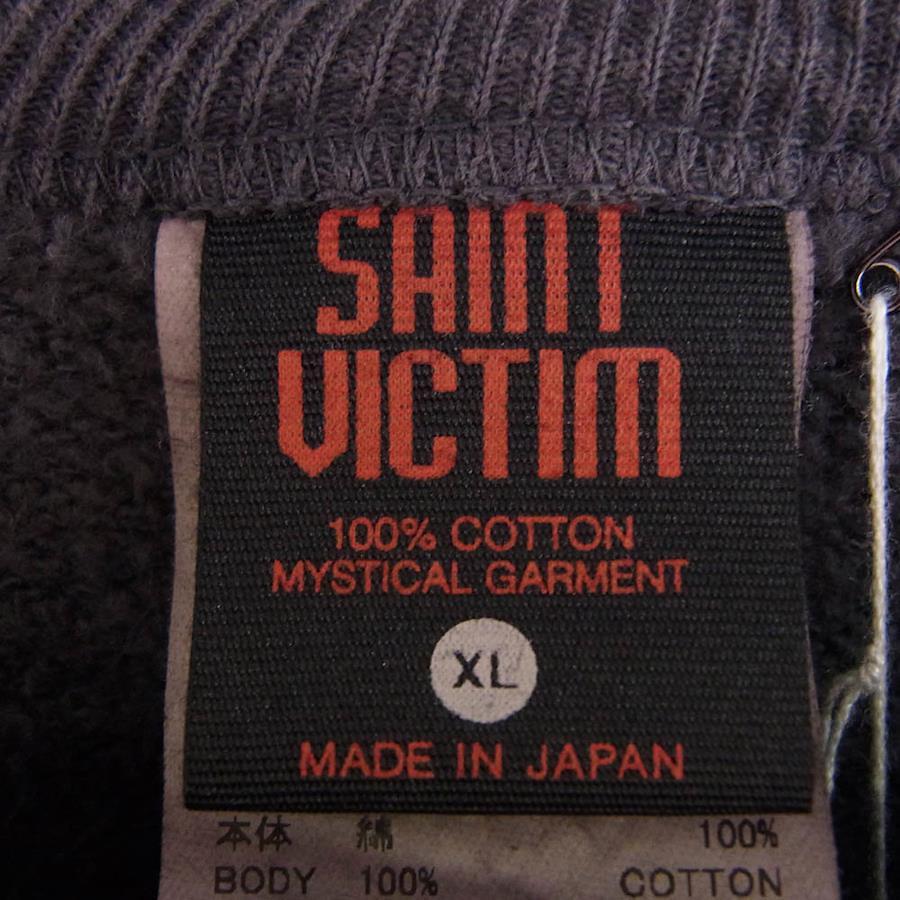 SAINT
VICTIM
100% COTTON
MYSTICAL GARMENT
XL
MADE IN JAPAN
本体 綿 100%
BODY 100% COTTON